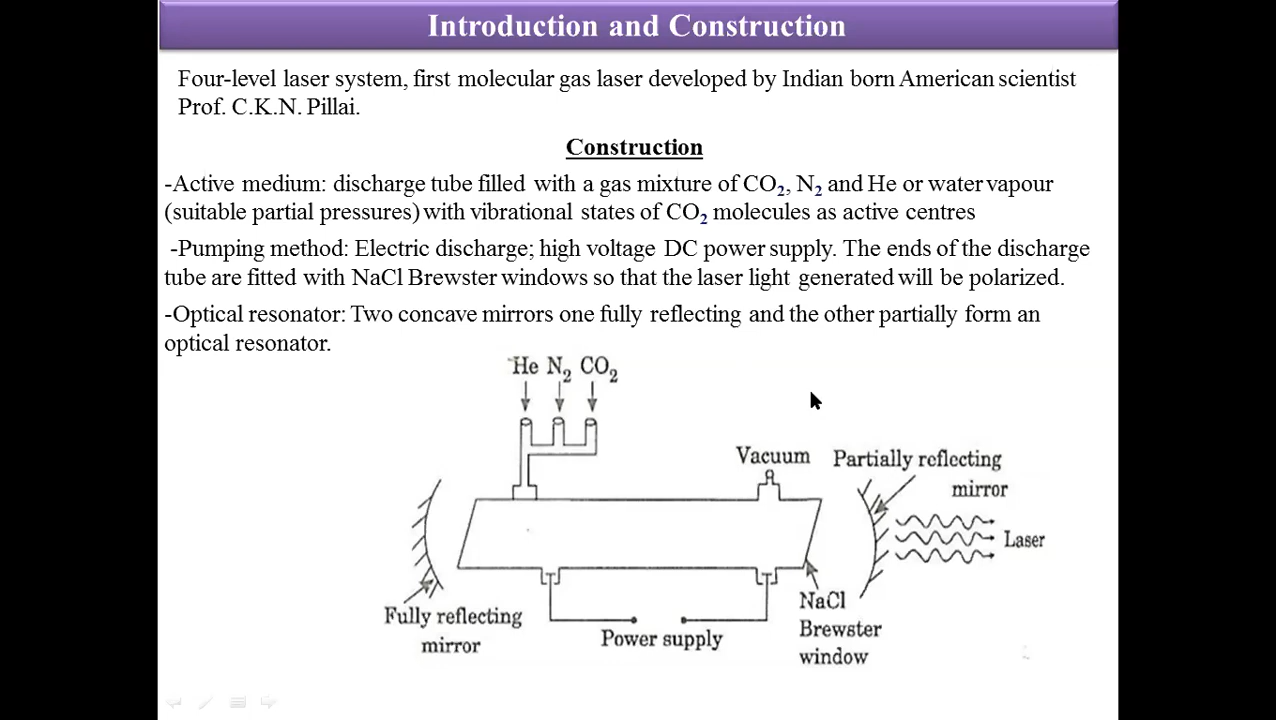 Introduction and Construction
Four-level laser system, first molecular gas laser developed by Indian born American scientist
Prof. C.K.N. Pillai.
Construction
-Active medium: discharge tube filled with a gas mixture of CO₂, N₂ and He or water vapour
(suitable partial pressures) with vibrational states of CO₂ molecules as active centres
-Pumping method: Electric discharge; high voltage DC power supply. The ends of the discharge
tube are fitted with NaCl Brewster windows so that the laser light generated will be polarized.
-Optical resonator: Two concave mirrors one fully reflecting and the other partially form an
optical resonator.
He N₂ CO₂
Vacuum
Partially reflecting
mirror
Laser
Fully reflecting
mirror
Power supply
NaCl
Brewster
window